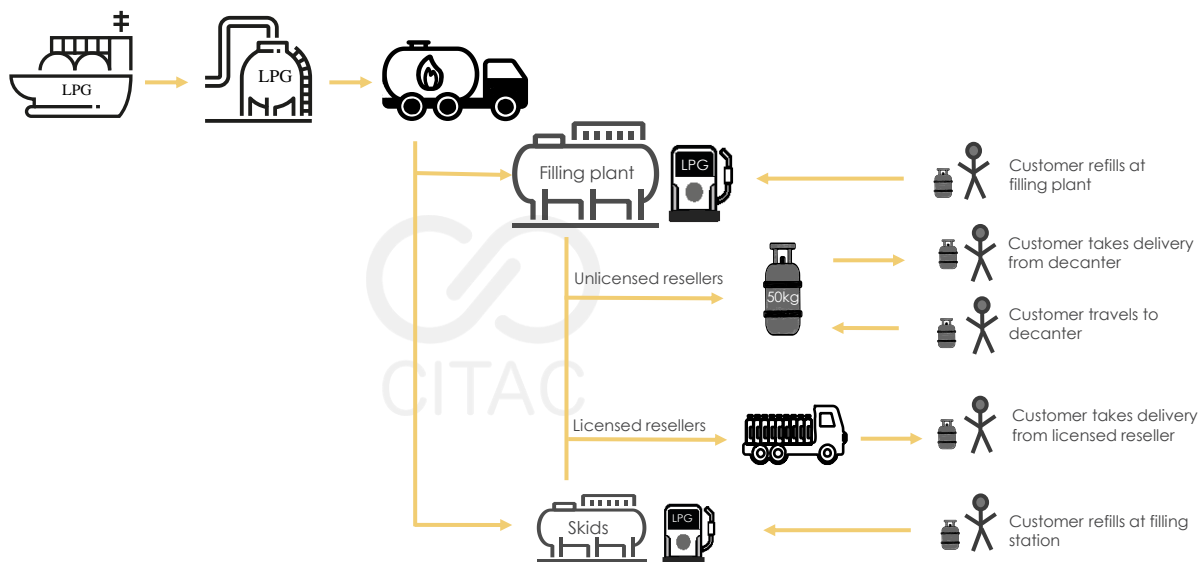 LPG
LPG
Filling plant
LPG
Customer refills at
filling plant
Customer takes delivery
from decanter
Unlicensed resellers
50kg
Customer travels to
decanter
CITAC
Licensed resellers
Customer takes delivery
from licensed reseller
Skids
LPG
Customer refills at filling
station